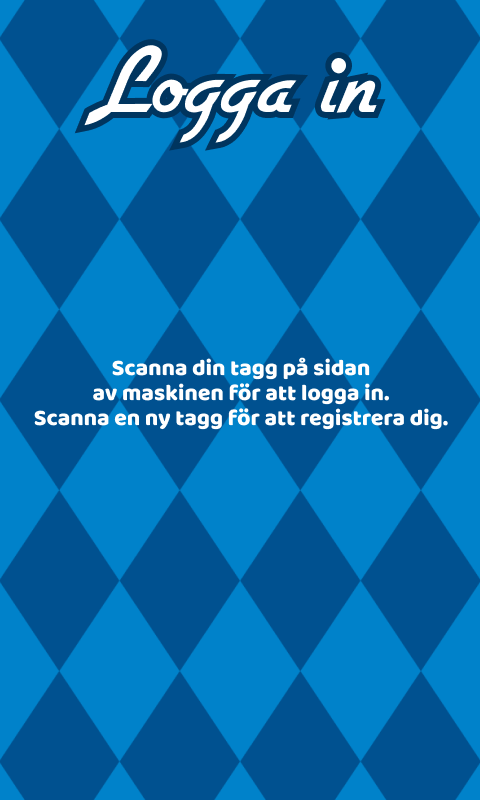 Logga in
Scanna din tagg på sidan
av maskinen för att logga in.
Scanna en ny tagg för att registrera dig.